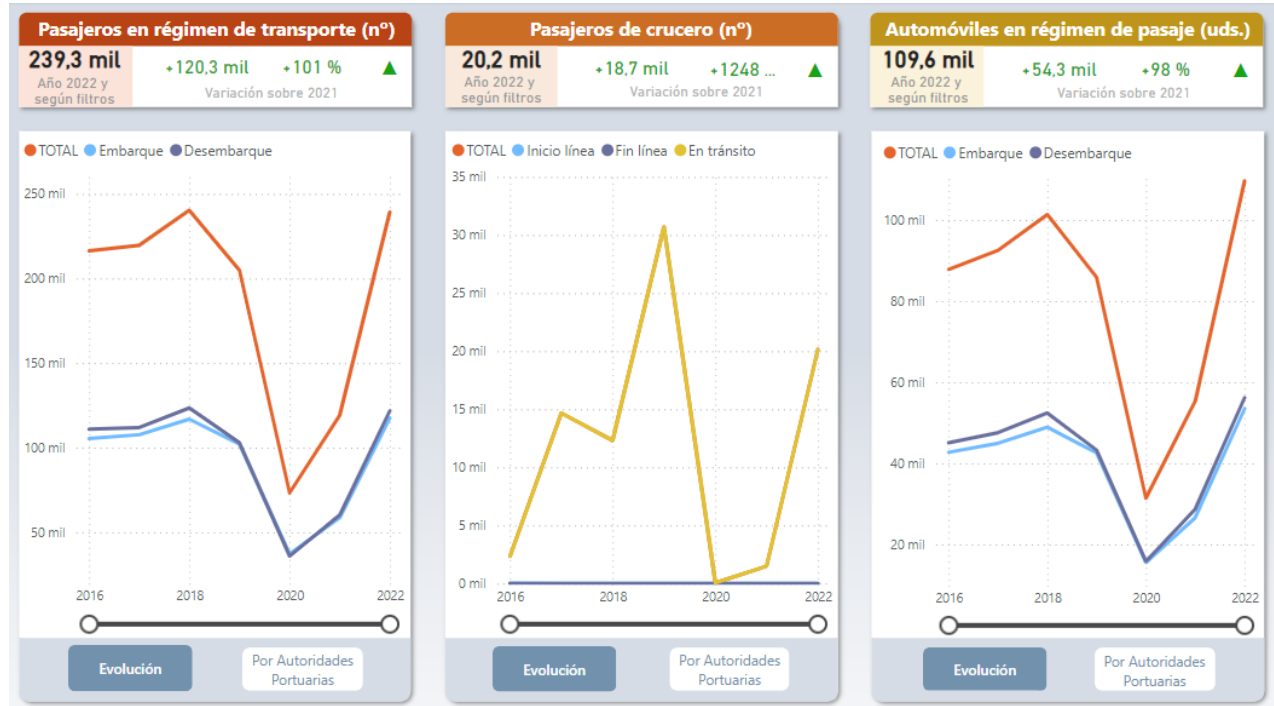 Pasajeros en régimen de transporte (nº)
239,3 mil
Año 2022 y
según filtros
+120,3 mil +101 % ▲
Variación sobre 2021
TOTAL Embarque Desembarque
250 mil
200 mil
150 mil
100 mil
50 mil
2016 2018 2020 2022
Evolución
Por Autoridades
Portuarias
Pasajeros de crucero (nº)
20,2 mil
Año 2022 y
según filtros
+18,7 mil +1248 ... ▲
Variación sobre 2021
TOTAL Inicio línea Fin línea En tránsito
35 mil
30 mil
25 mil
20 mil
15 mil
10 mil
5 mil
0 mil
2016 2018 2020 2022
Evolución
Por Autoridades
Portuarias
Automóviles en régimen de pasaje (uds.)
109,6 mil
Año 2022 y
según filtros
+54,3 mil +98 % ▲
Variación sobre 2021
TOTAL Embarque Desembarque
100 mil
80 mil
60 mil
40 mil
20 mil
2016 2018 2020 2022
Evolución
Por Autoridades
Portuarias